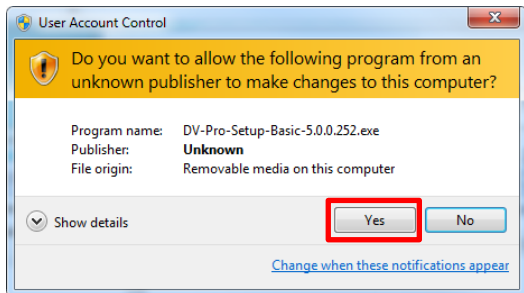 User Account Control
Do you want to allow the following program from an
unknown publisher to make changes to this computer?
Program name: DV-Pro-Setup-Basic-5.0.0.252.exe
Publisher: Unknown
File origin: Removable media on this computer
Show details
Yes No
Change when these notifications appear